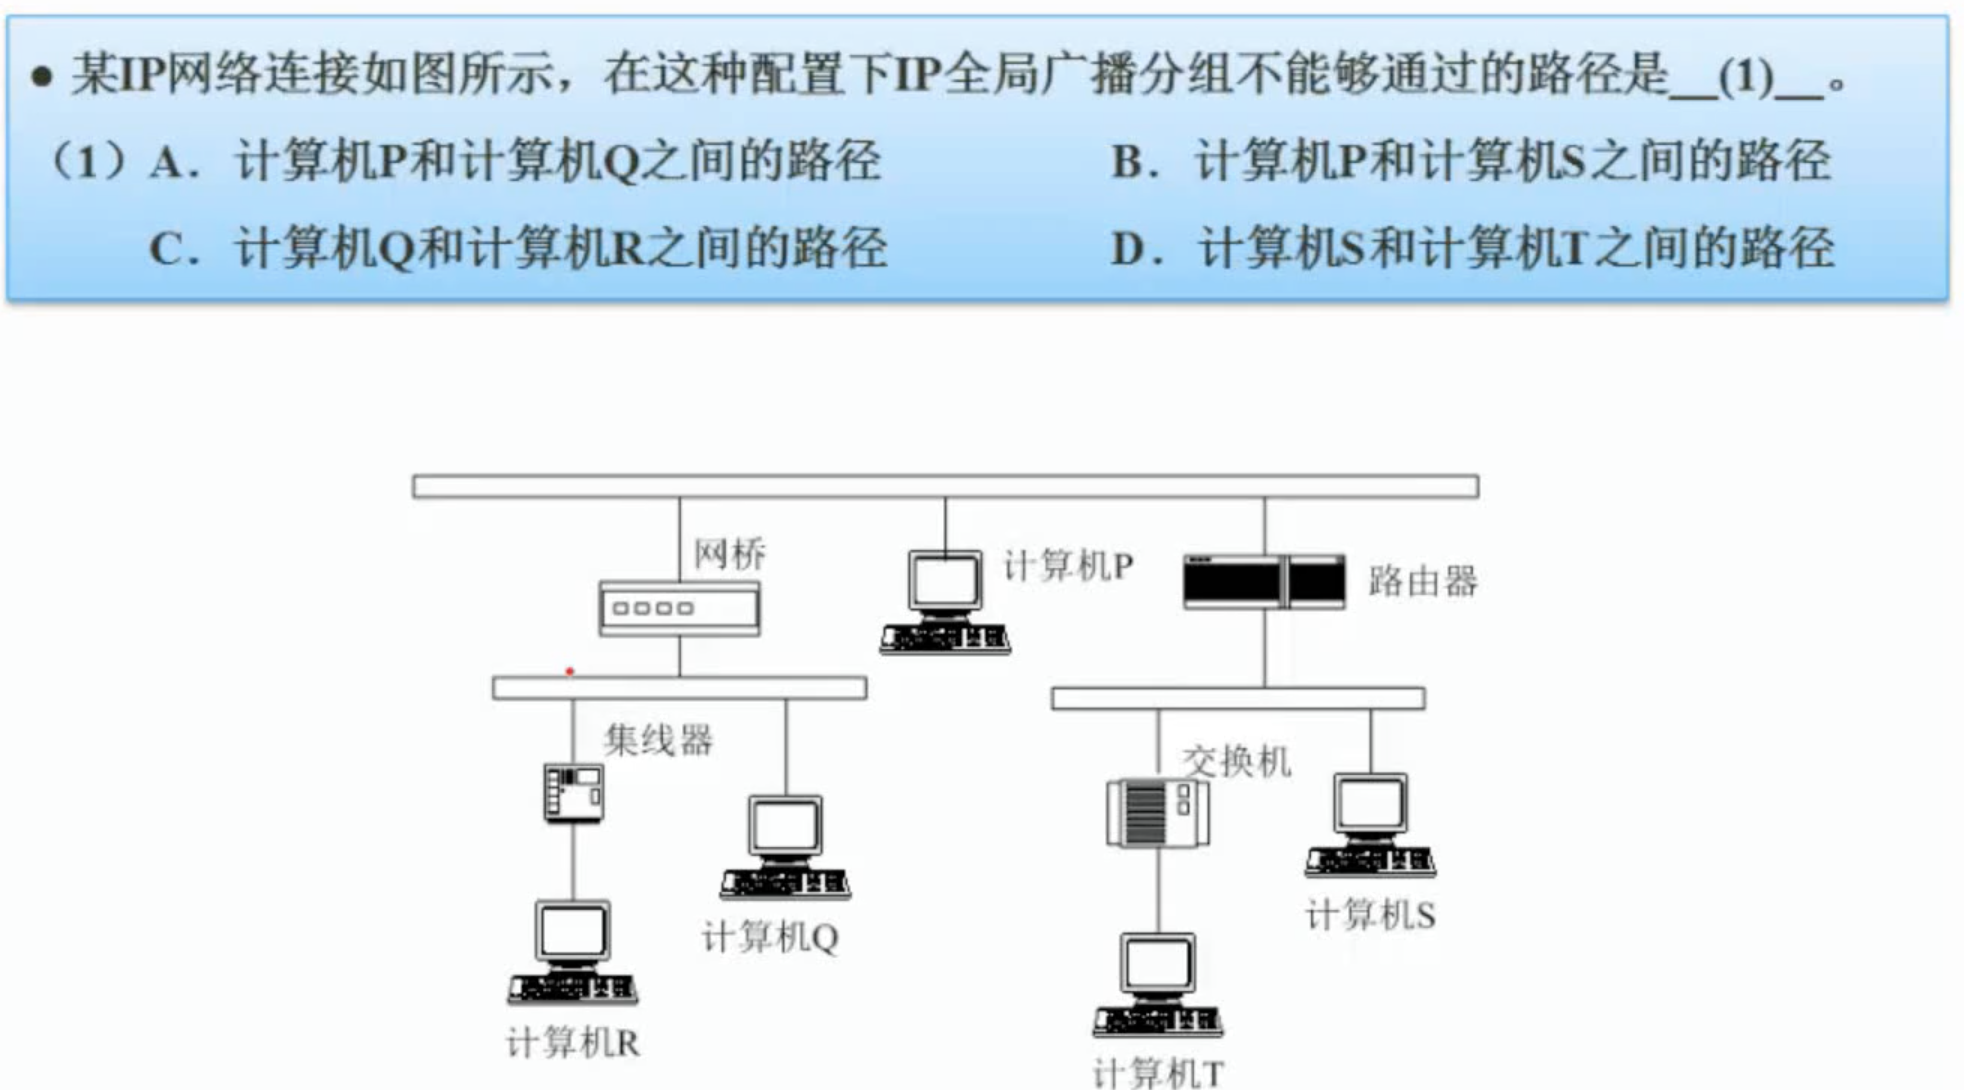 ● 某IP网络连接如图所示，在这种配置下IP全局广播分组不能够通过的路径是__(1)__。
（1）A．计算机P和计算机Q之间的路径 B．计算机P和计算机S之间的路径
C．计算机Q和计算机R之间的路径 D．计算机S和计算机T之间的路径
网桥
计算机P
路由器
集线器
交换机
计算机Q
计算机S
计算机R
计算机T